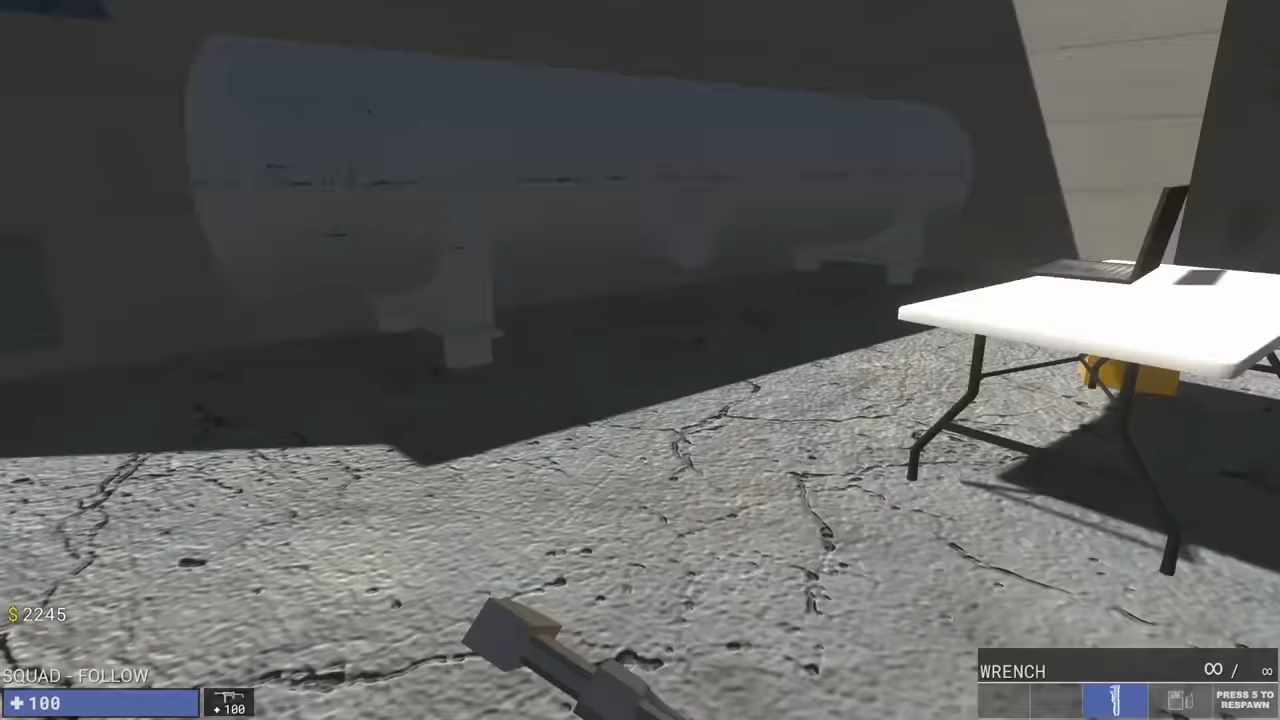 $2245
SQUAD - FOLLOW
+100
+100
WRENCH ∞ / ∞
PRESS 5 TO
RESPAWN